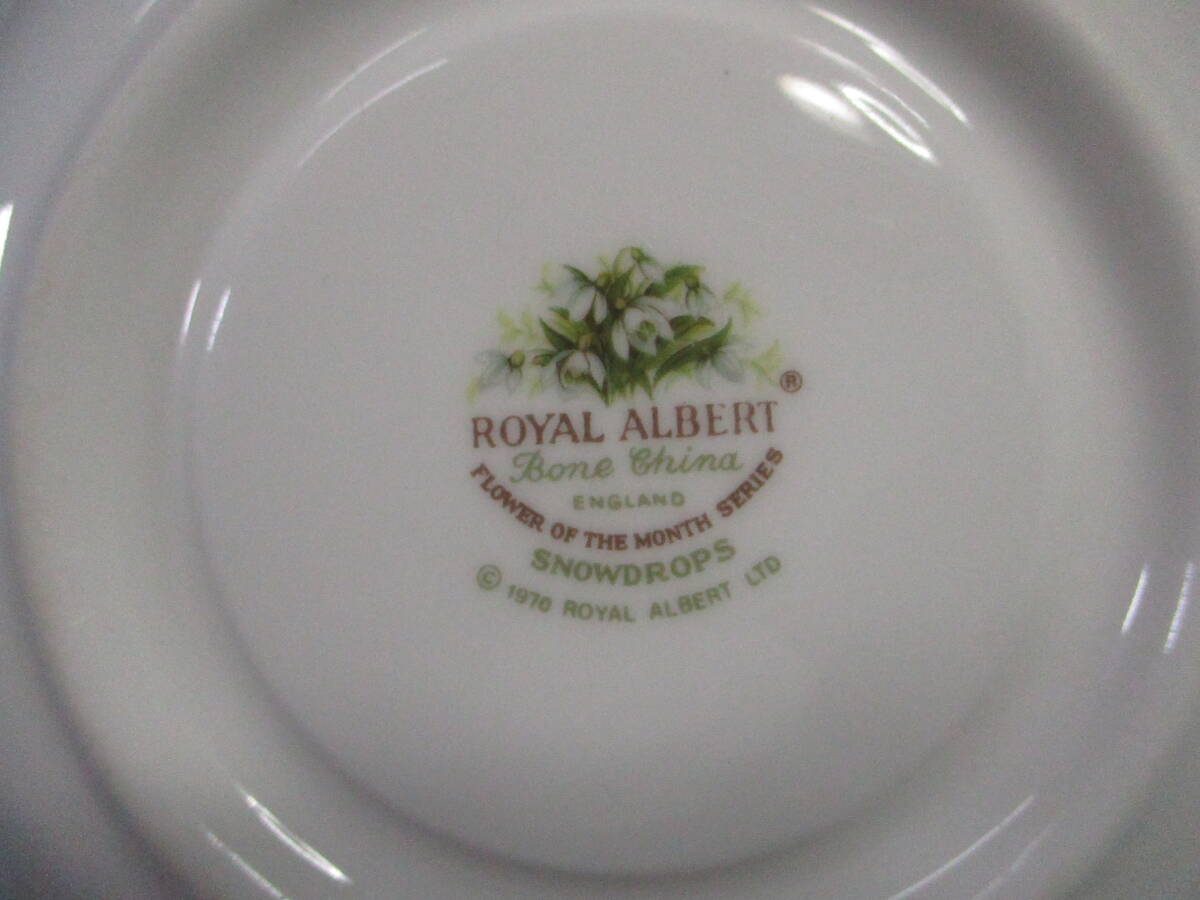 ROYAL ALBERT ®
Bone China
ENGLAND
FLOWER OF THE MONTH SERIES
SNOWDROPS
© 1970 ROYAL ALBERT LTD